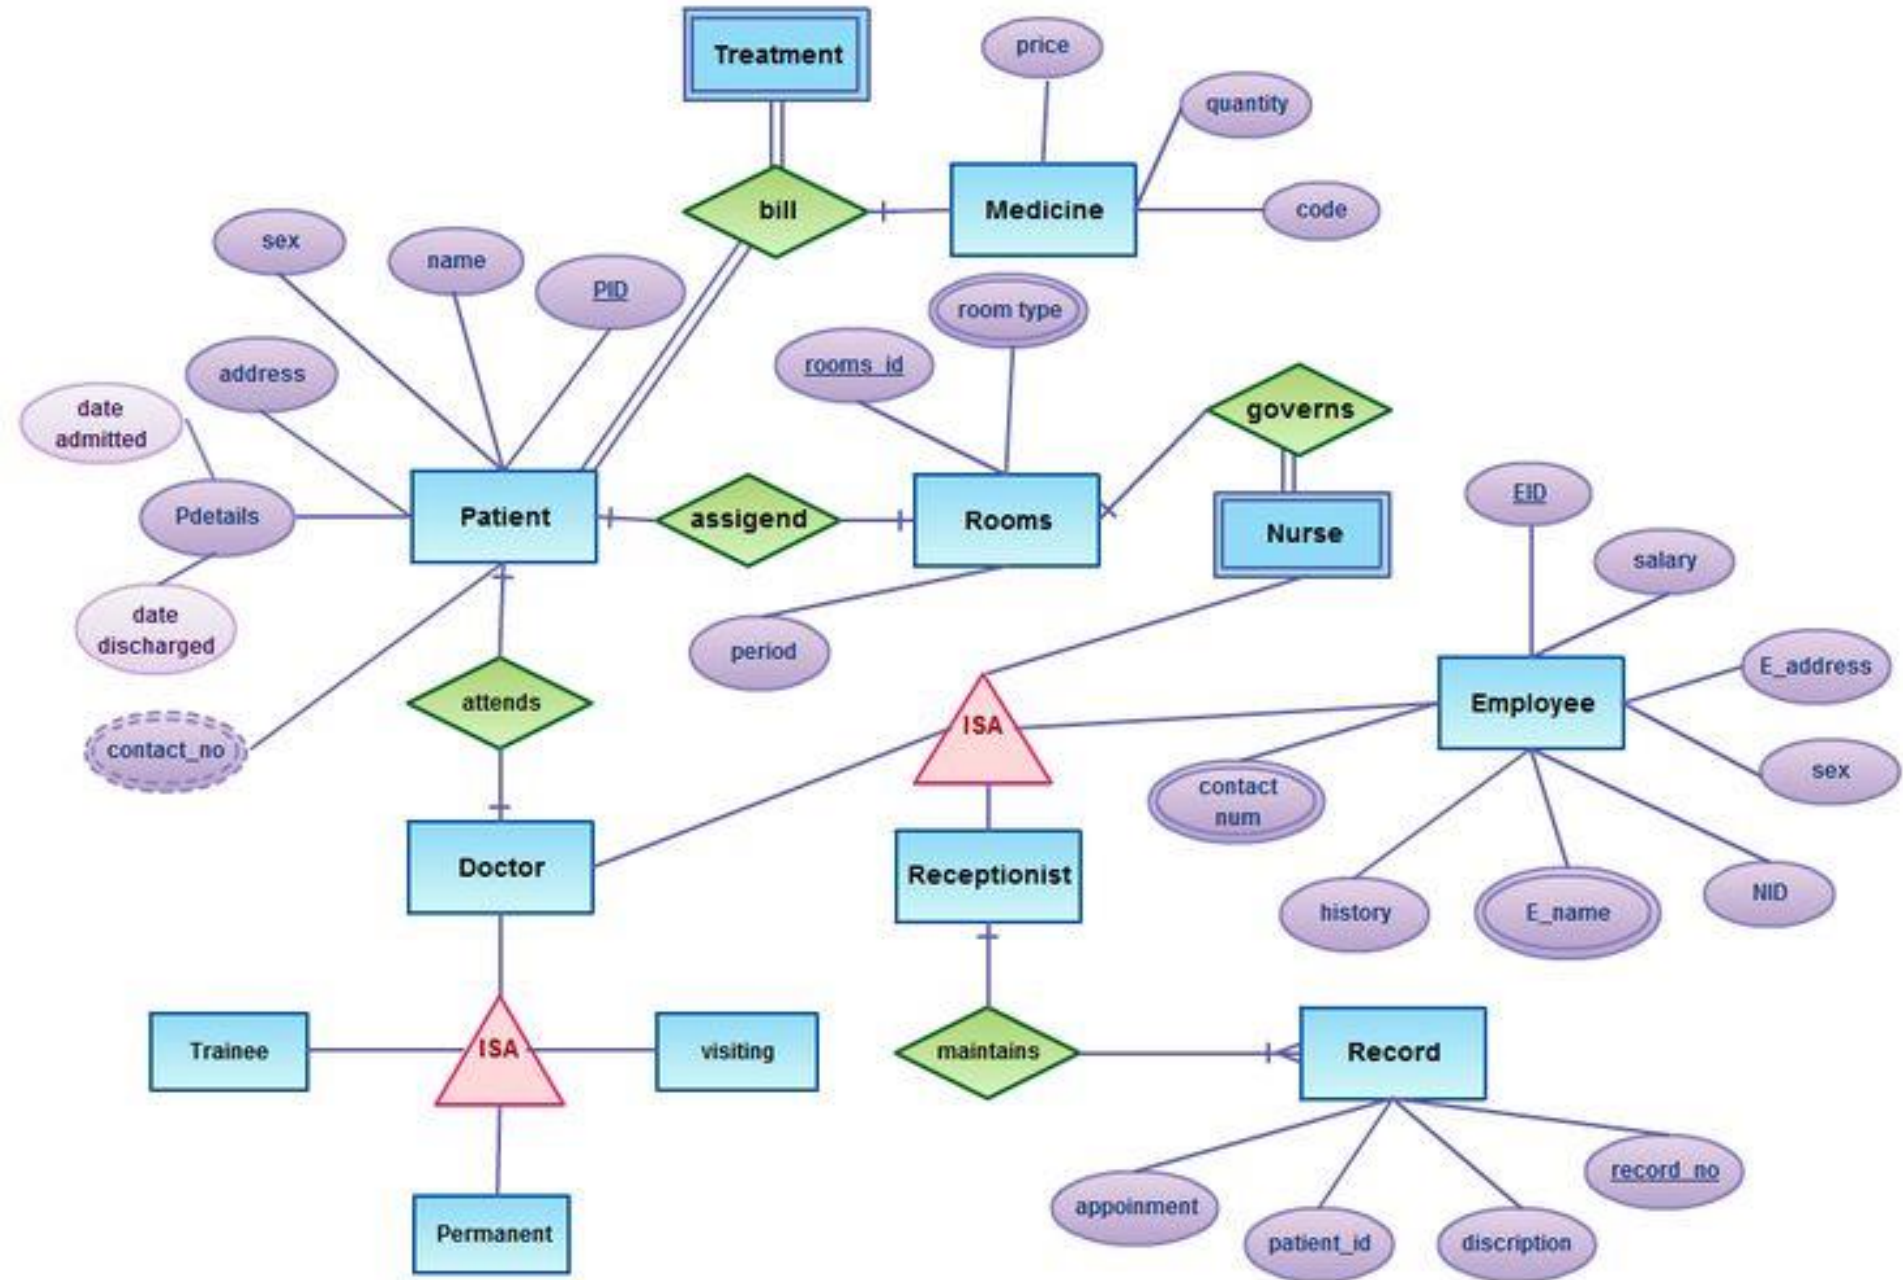 Treatment
price
quantity
bill
Medicine
code
sex
name
PID
room type
address
rooms_id
date
admitted
governs
Pdetails
Patient
assigend
Rooms
Nurse
EID
salary
date
discharged
period
E_address
attends
ISA
Employee
contact_no
contact
num
sex
Doctor
Receptionist
history
E_name
NID
Trainee
ISA
visiting
maintains
Record
appoinment
record_no
Permanent
patient_id
discription